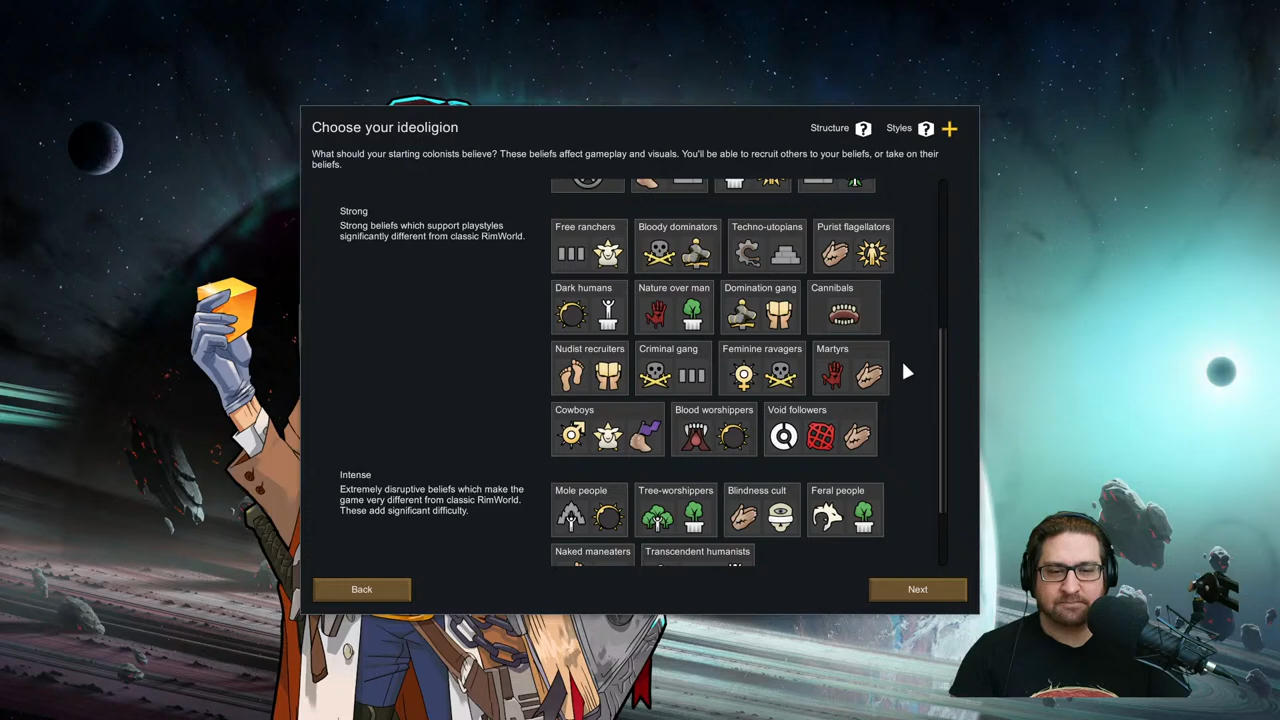 Choose your ideoligion
Structure ? Styles ? +
What should your starting colonists believe? These beliefs affect gameplay and visuals. You'll be able to recruit others to your beliefs, or take on their
beliefs.
Strong
Strong beliefs which support playstyles
significantly different from classic RimWorld.
Free ranchers
Bloody dominators
Techno-utopians
Purist flagellators
Dark humans
Nature over man
Domination gang
Cannibals
Nudist recruiters
Criminal gang
Feminine ravagers
Martyrs
Cowboys
Blood worshippers
Void followers
Intense
Extremely disruptive beliefs which make the
game very different from classic RimWorld.
These add significant difficulty.
Mole people
Tree-worshippers
Blindness cult
Feral people
Naked maneaters
Transcendent humanists
Back
Next